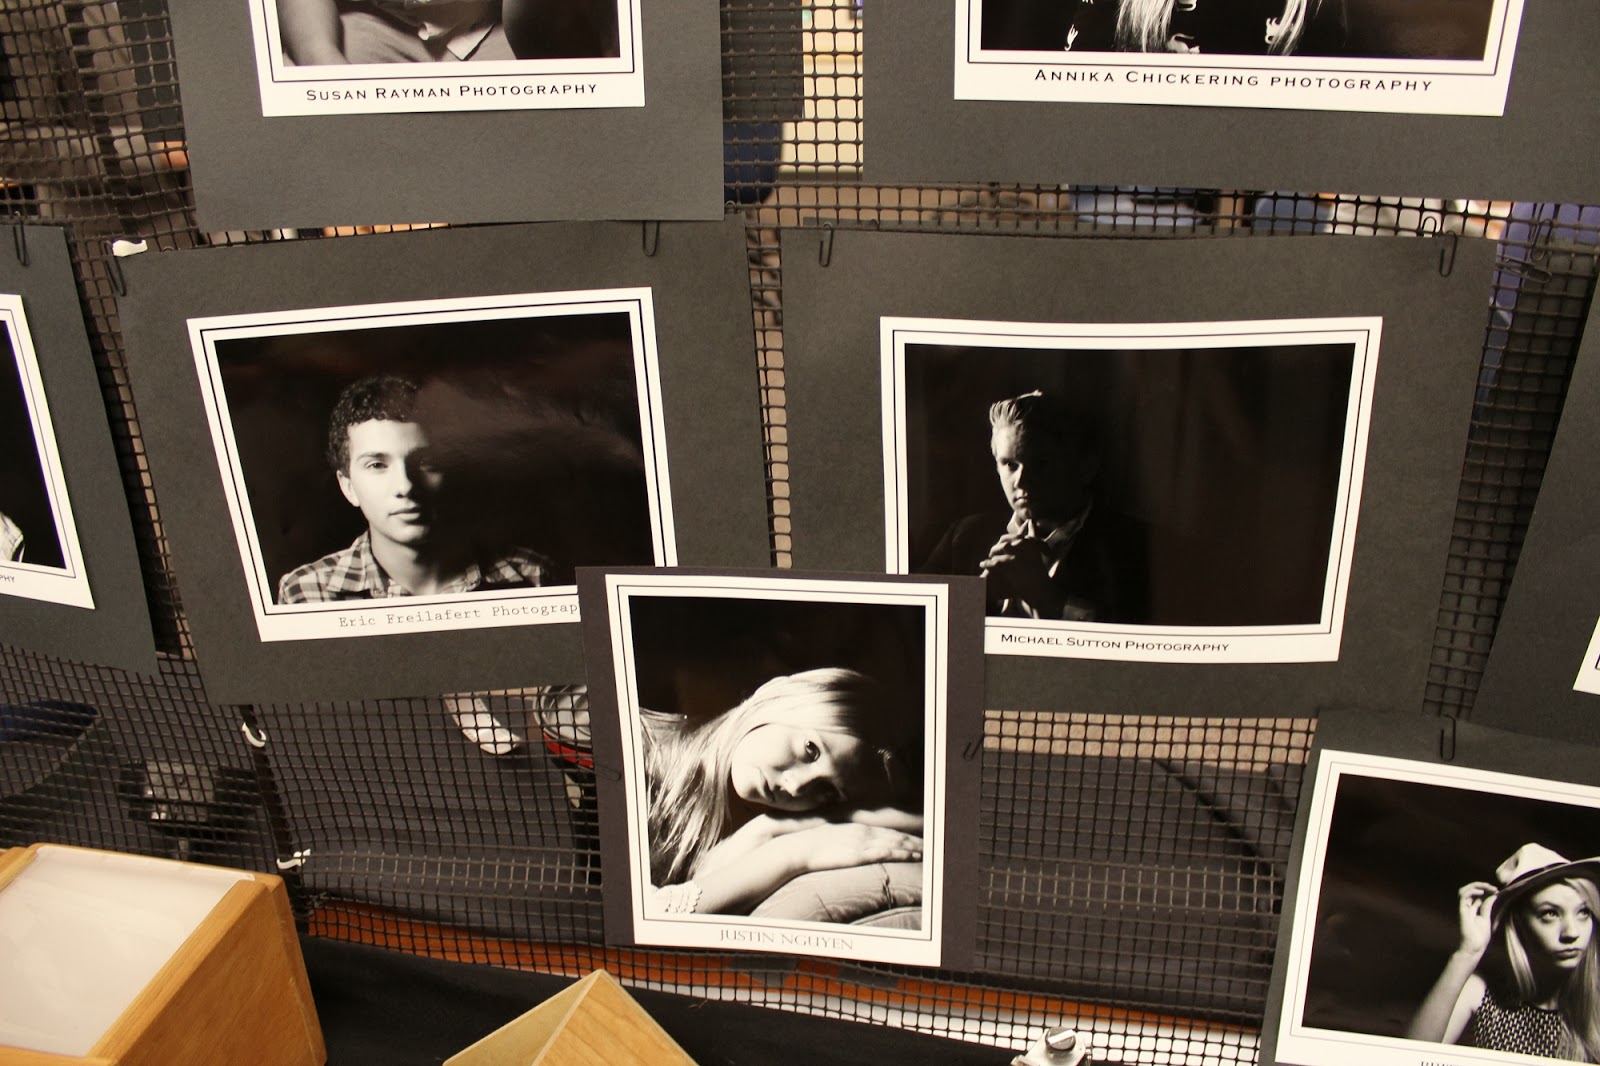 SUSAN RAYMAN PHOTOGRAPHY
ANNIKA CHICKERING PHOTOGRAPHY
Eric Freilafert Photograp
MICHAEL SUTTON PHOTOGRAPHY
JUSTIN NGUYEN